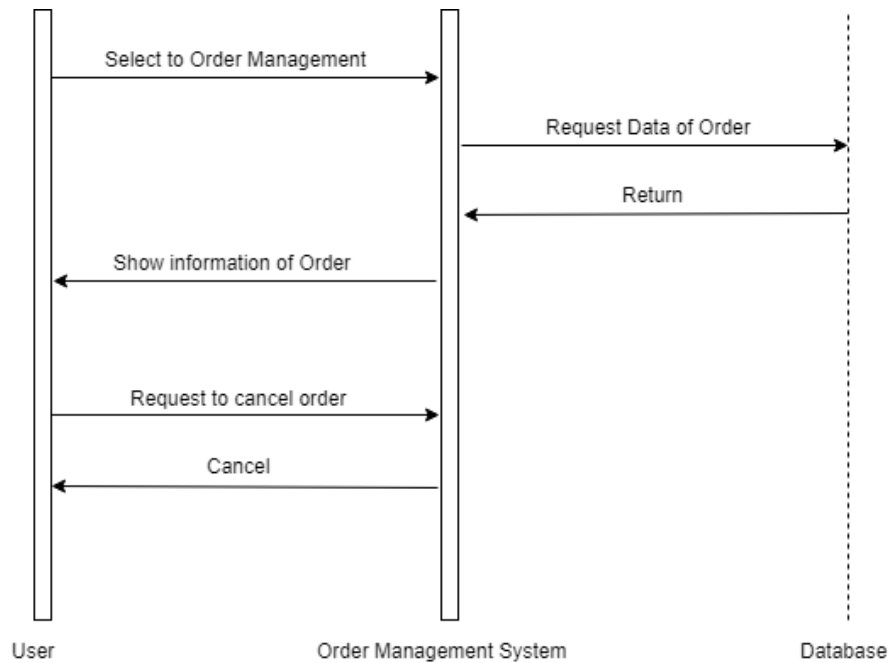 Select to Order Management
Request Data of Order
Return
Show information of Order
Request to cancel order
Cancel
User
Order Management System
Database